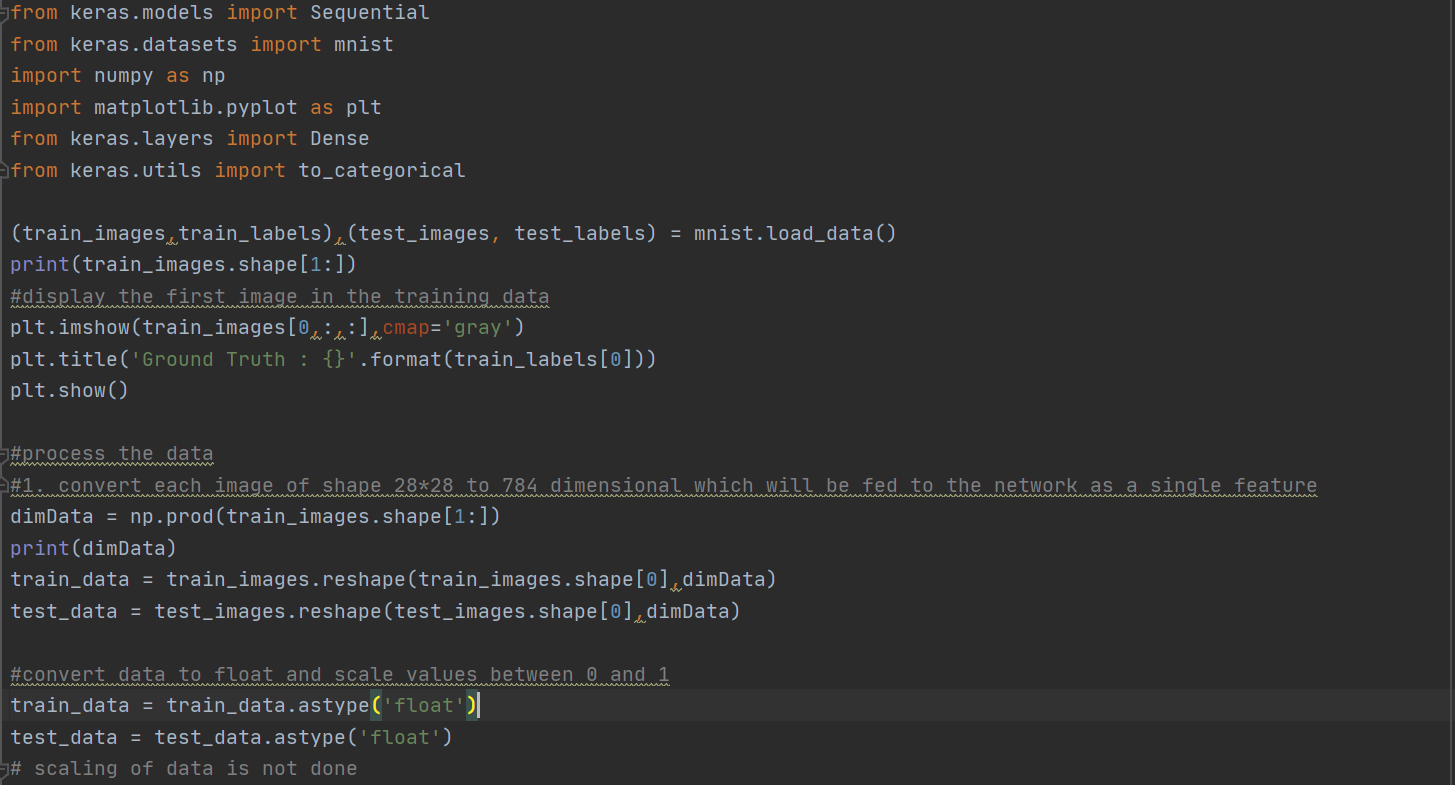 from keras.models import Sequential
from keras.datasets import mnist
import numpy as np
import matplotlib.pyplot as plt
from keras.layers import Dense
from keras.utils import to_categorical
(train_images,train_labels),(test_images, test_labels) = mnist.load_data()
print(train_images.shape[1:])
#display the first image in the training data
plt.imshow(train_images[0,:,:],cmap='gray')
plt.title('Ground Truth : {}'.format(train_labels[0]))
plt.show()
#process the data
#1. convert each image of shape 28*28 to 784 dimensional which will be fed to the network as a single feature
dimData = np.prod(train_images.shape[1:])
print(dimData)
train_data = train_images.reshape(train_images.shape[0],dimData)
test_data = test_images.reshape(test_images.shape[0],dimData)
#convert data to float and scale values between 0 and 1
train_data = train_data.astype('float')
test_data = test_data.astype('float')
# scaling of data is not done